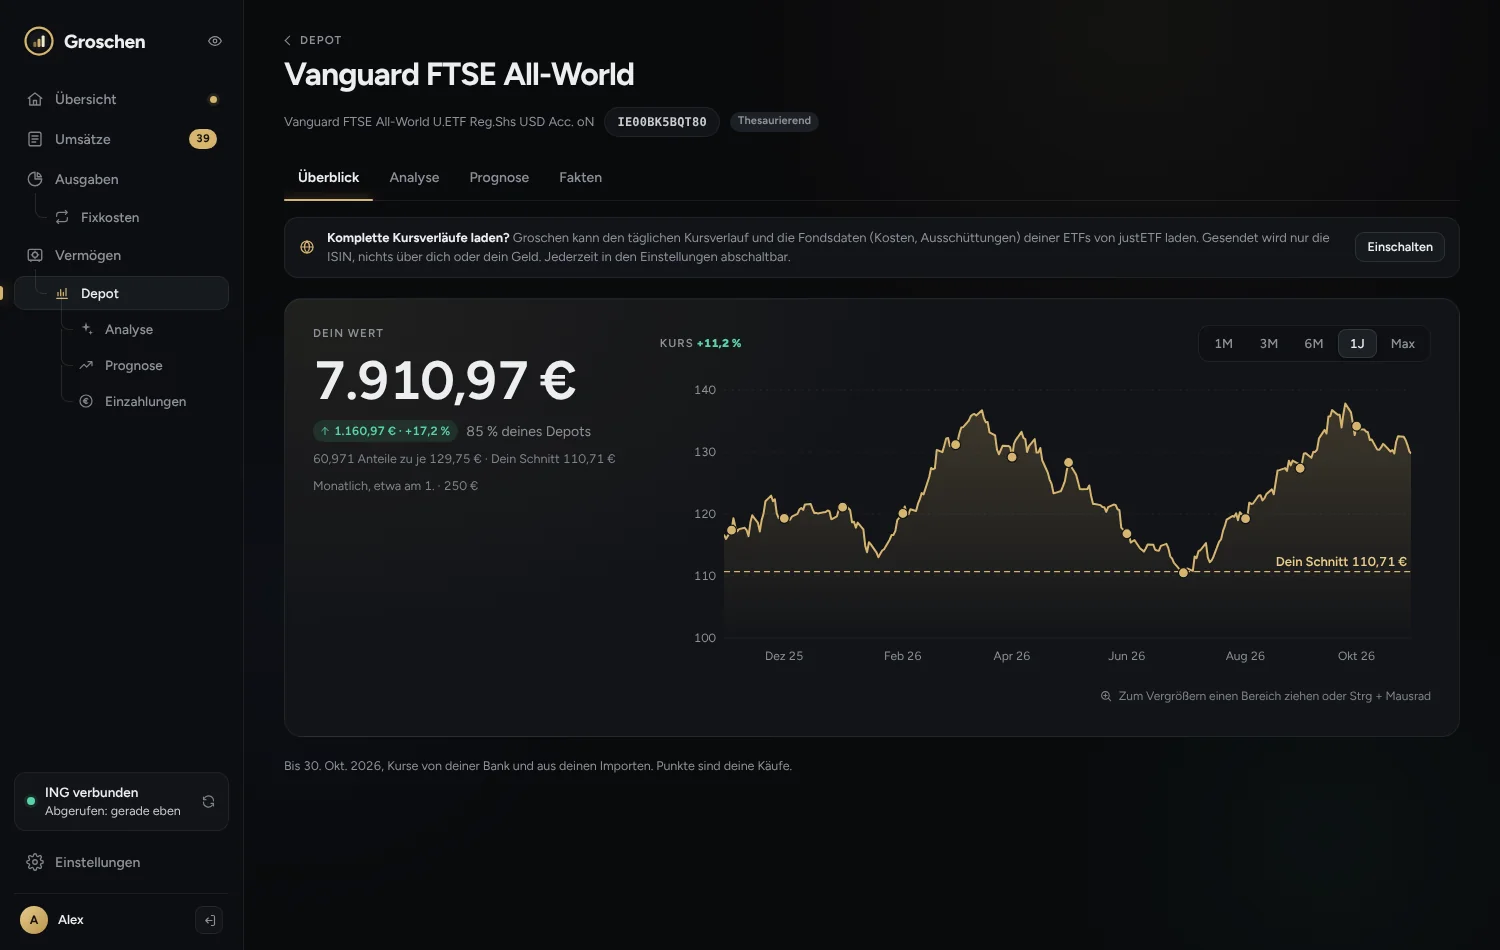 Groschen
Übersicht
Umsätze 39
Ausgaben
Fixkosten
Vermögen
Depot
Analyse
Prognose
Einzahlungen
ING verbunden
Abgerufen: gerade eben
Einstellungen
A Alex
DEPOT
Vanguard FTSE All-World
Vanguard FTSE All-World U.ETF Reg.Shs USD Acc. oN IE00BK5BQT80 Thesaurierend
Überblick Analyse Prognose Fakten
Komplette Kursverläufe laden? Groschen kann den täglichen Kursverlauf und die Fondsdaten (Kosten, Ausschüttungen) deiner ETFs von justETF laden. Gesendet wird nur die
ISIN, nichts über dich oder dein Geld. Jederzeit in den Einstellungen abschaltbar.
Einschalten
DEIN WERT
7.910,97 €
↑ 1.160,97 € · +17,2 % 85 % deines Depots
60,971 Anteile zu je 129,75 € · Dein Schnitt 110,71 €
Monatlich, etwa am 1. · 250 €
KURS +11,2 %
1M 3M 6M 1J Max
140
130
120
110
100
Dein Schnitt 110,71 €
Dez 25 Feb 26 Apr 26 Jun 26 Aug 26 Okt 26
Zum Vergrößern einen Bereich ziehen oder Strg + Mausrad
Bis 30. Okt. 2026, Kurse von deiner Bank und aus deinen Importen. Punkte sind deine Käufe.